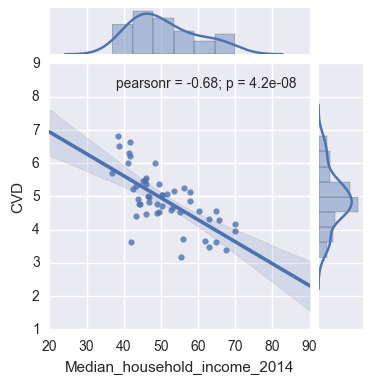 pearsonr = -0.68; p = 4.2e-08
9
8
7
6
5
4
3
2
1
CVD
20 30 40 50 60 70 80 90
Median_household_income_2014